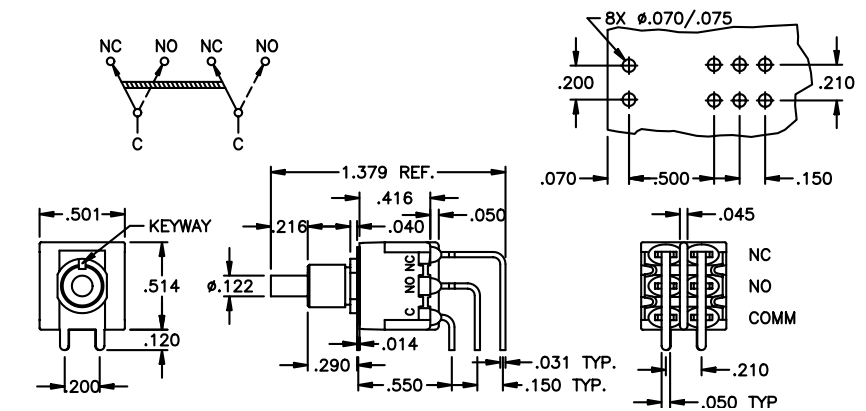 NC NO NC NO
C C
8X ø.070/.075
.200
.210
.070
.500
.150
1.379 REF.
.416
.050
.216
.040
.501
KEYWAY
.514
.120
.200
ø.122
NC
NO
C
.014
.290
.550
.031 TYP.
.150 TYP.
.045
NC
NO
COMM
.210
.050 TYP